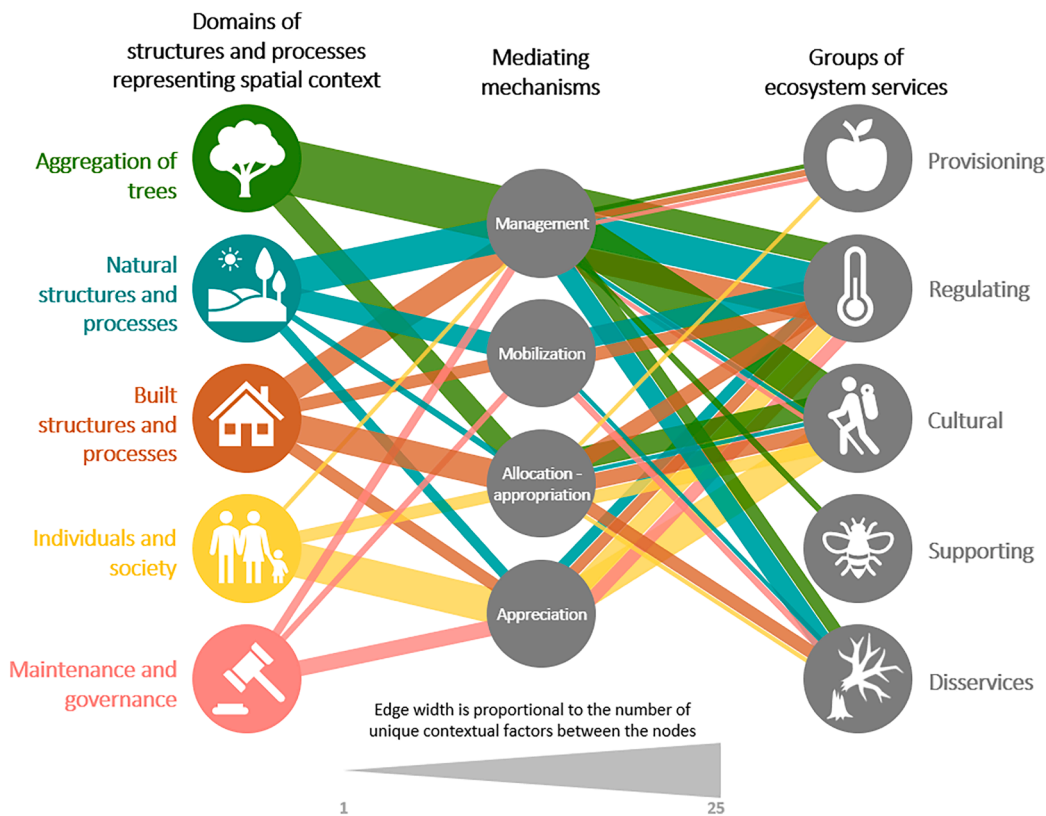 Domains of
structures and processes
representing spatial context
Mediating
mechanisms
Groups of
ecosystem services
Aggregation of
trees
Natural
structures and
processes
Built
structures and
processes
Individuals and
society
Maintenance and
governance
Management
Mobilization
Allocation -
appropriation
Appreciation
Provisioning
Regulating
Cultural
Supporting
Disservices
Edge width is proportional to the number of
unique contextual factors between the nodes
1
25